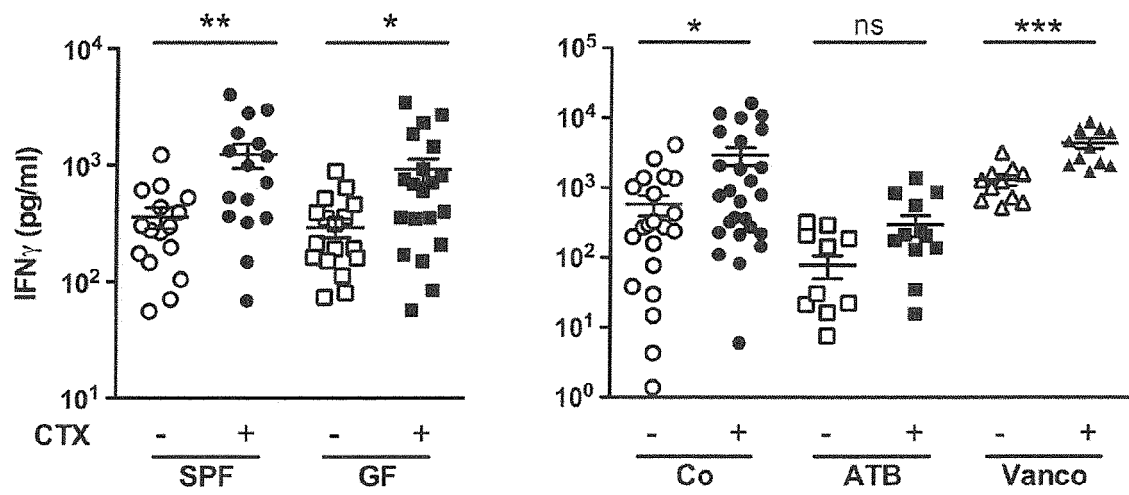 ** * * ns ***
IFNγ (pg/ml)
10⁴
10³
10²
10¹
10⁵
10⁴
10³
10²
10¹
10⁰
CTX - + - + - + - + - +
SPF GF Co ATB Vanco